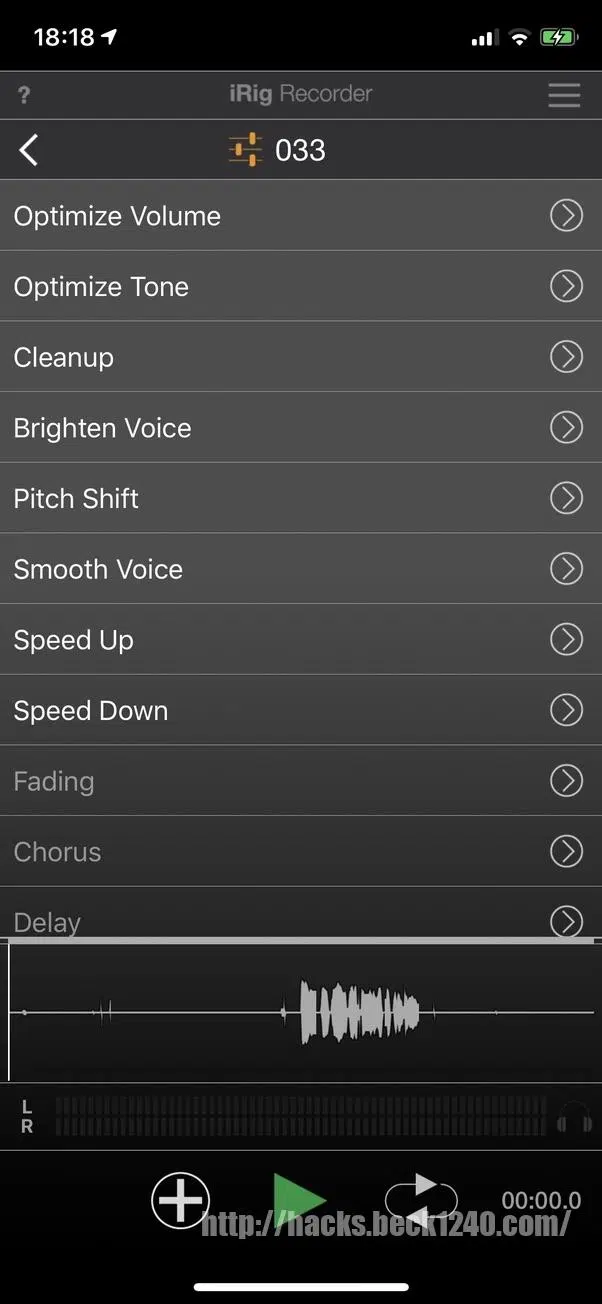 18:18
?
iRig Recorder
033
Optimize Volume
Optimize Tone
Cleanup
Brighten Voice
Pitch Shift
Smooth Voice
Speed Up
Speed Down
Fading
Chorus
Delay
L
R
00:00.0
http://hacks.beck1240.com/